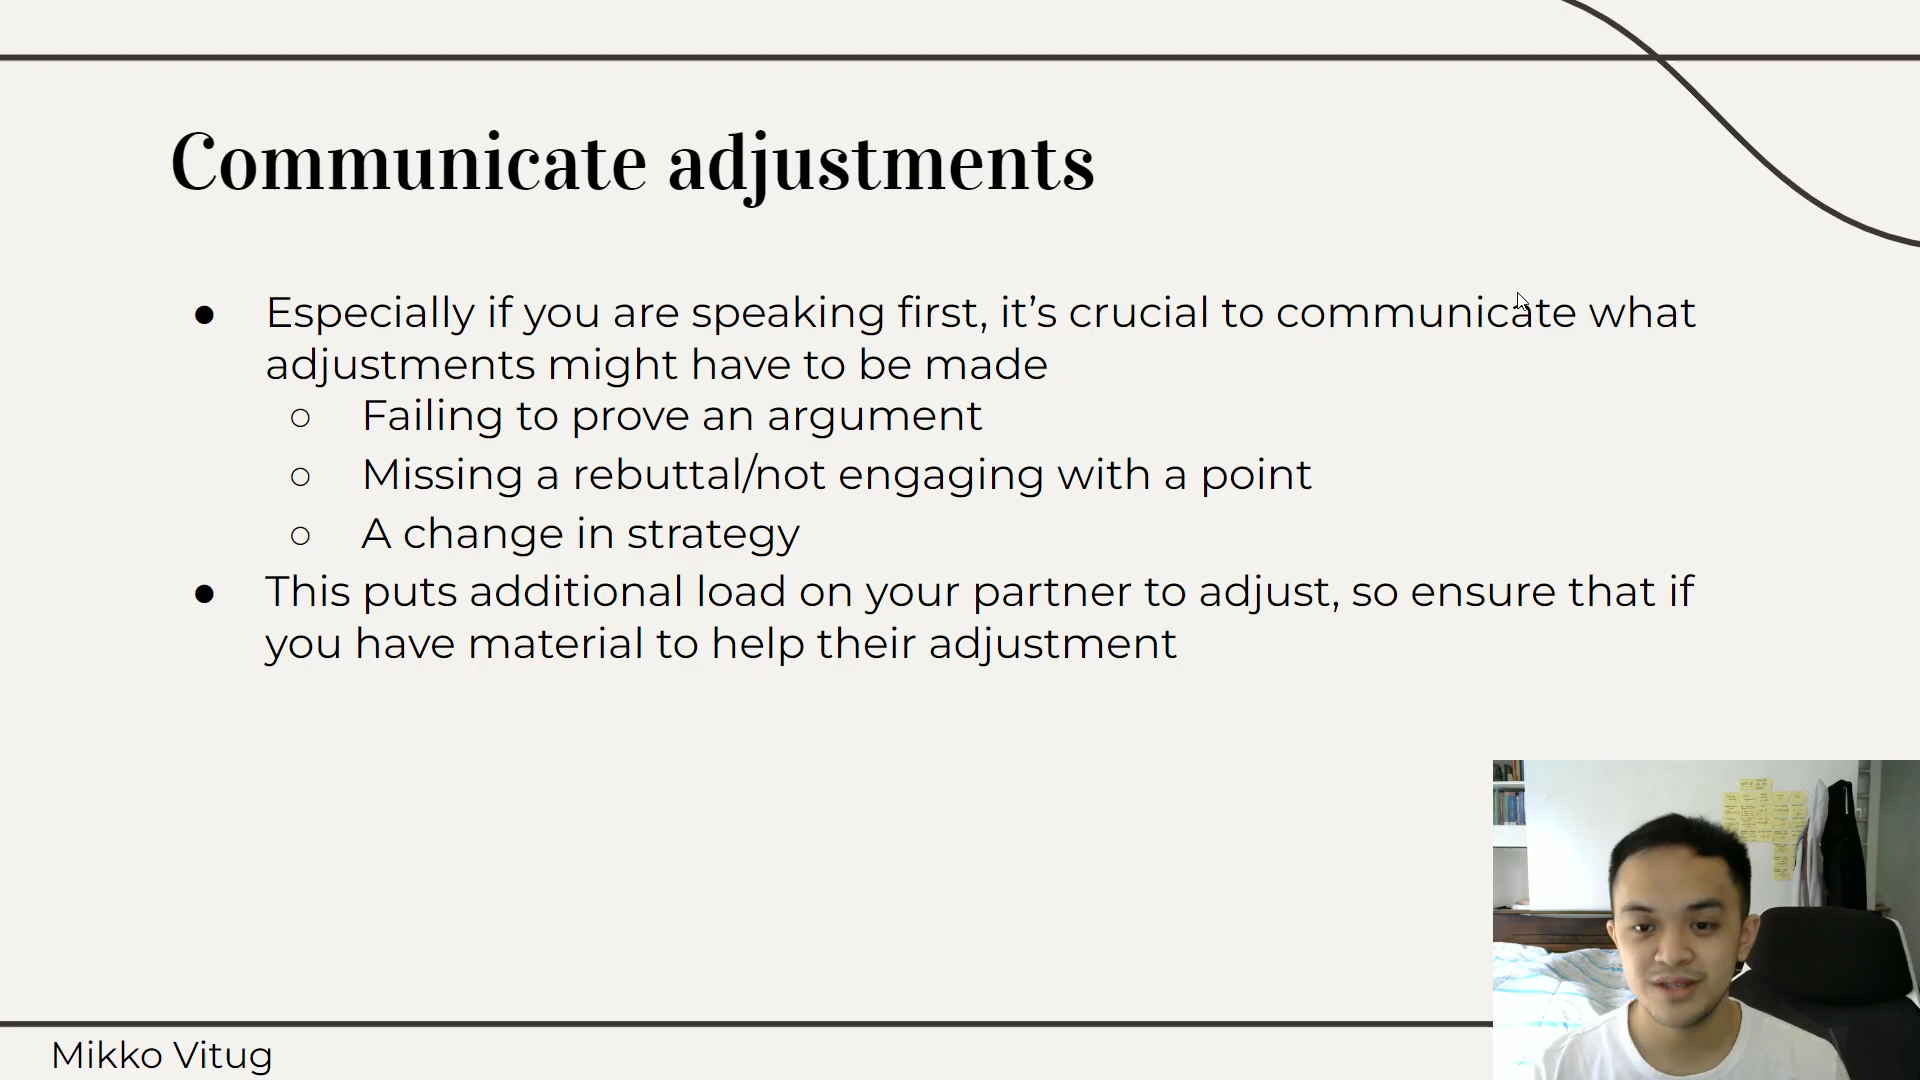 Communicate adjustments
● Especially if you are speaking first, it’s crucial to communicate what
adjustments might have to be made
○ Failing to prove an argument
○ Missing a rebuttal/not engaging with a point
○ A change in strategy
● This puts additional load on your partner to adjust, so ensure that if
you have material to help their adjustment
Mikko Vitug